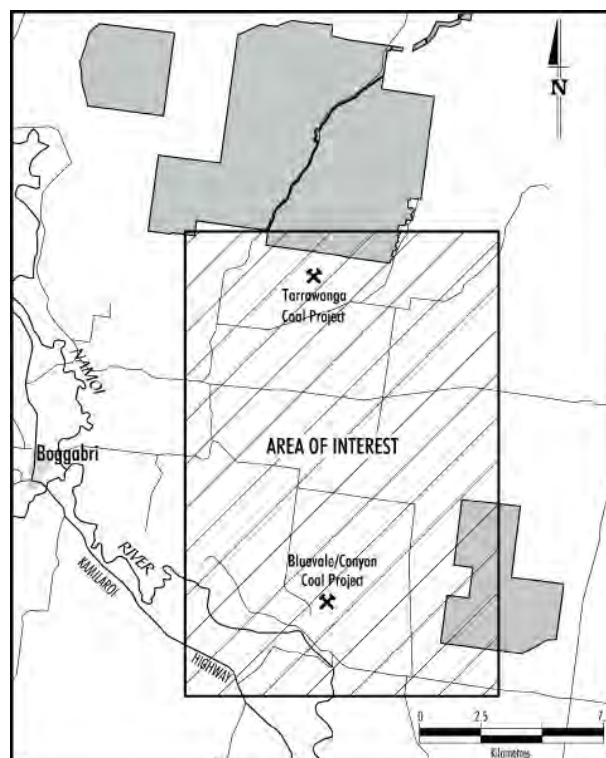 N
Tarrawonga
Coal Project
NAMOI
Boggabri
AREA OF INTEREST
RIVER
Bluevale/Canyon
Coal Project
KAMILAROI
HIGHWAY
0 2.5 7.
Kilometres